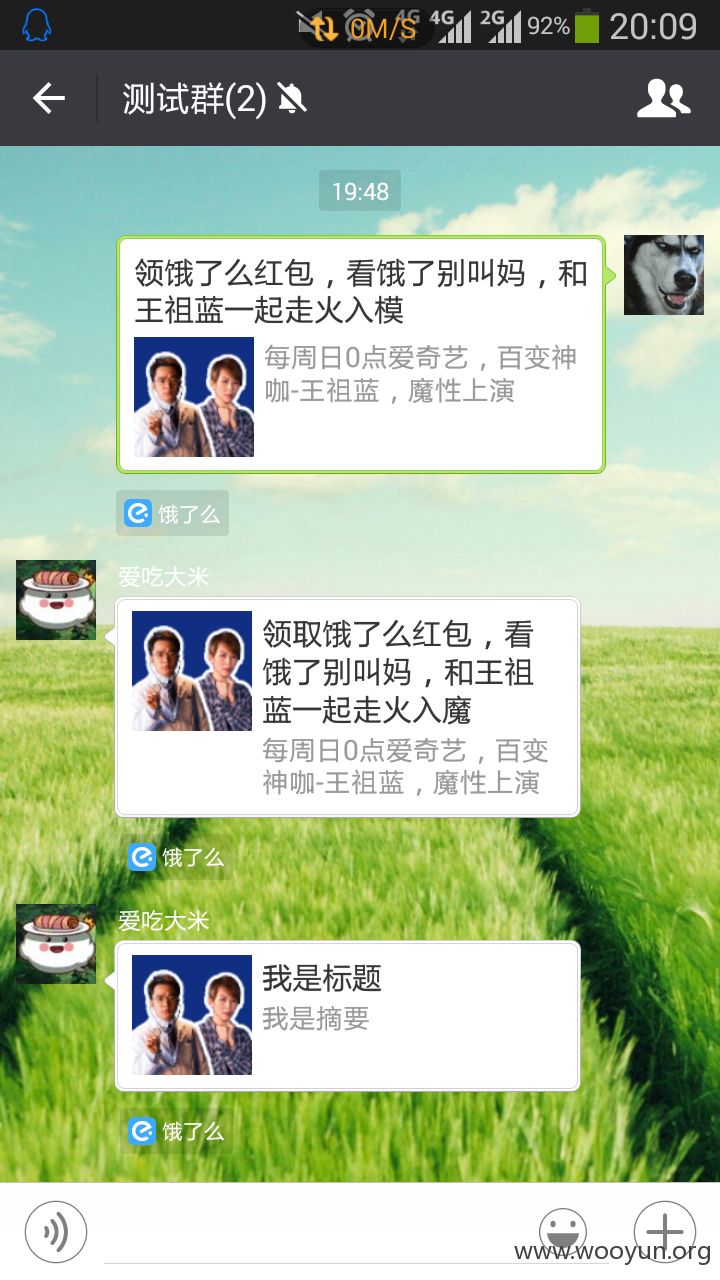 0M/S 4G 4G 2G 92% 20:09
测试群(2)
19:48
领饿了么红包，看饿了别叫妈，和
王祖蓝一起走火入模
每周日0点爱奇艺，百变神
咖-王祖蓝，魔性上演
饿了么
爱吃大米
领取饿了么红包，看
饿了别叫妈，和王祖
蓝一起走火入魔
每周日0点爱奇艺，百变
神咖-王祖蓝，魔性上演
饿了么
爱吃大米
我是标题
我是摘要
饿了么
www.wooyun.org